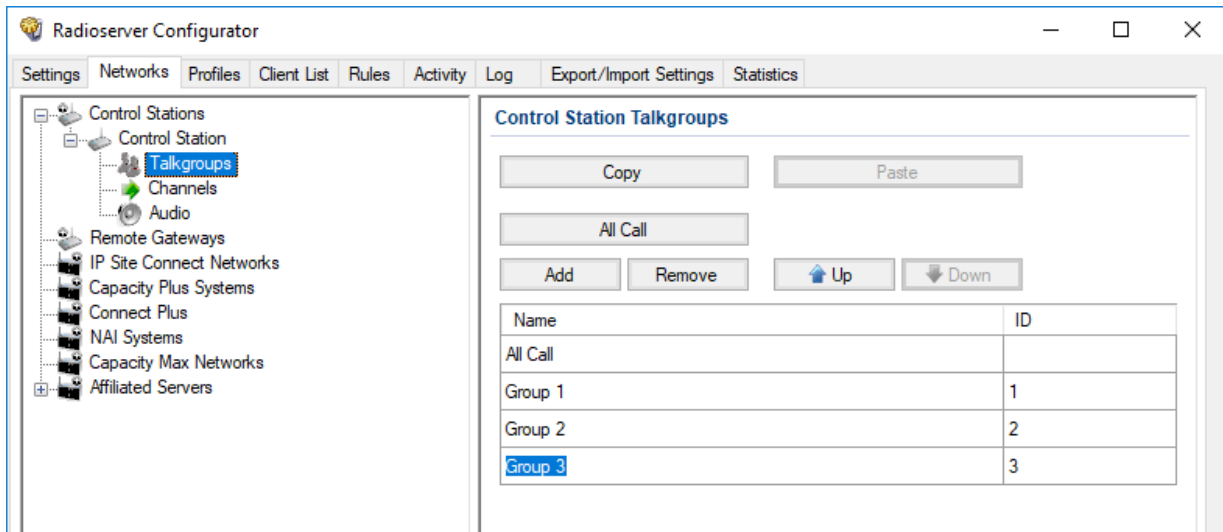 Radioserver Configurator
Settings Networks Profiles Client List Rules Activity Log Export/Import Settings Statistics
Control Stations
Control Station
Talkgroups
Channels
Audio
Remote Gateways
IP Site Connect Networks
Capacity Plus Systems
Connect Plus
NAI Systems
Capacity Max Networks
Affiliated Servers
Control Station Talkgroups
Copy Paste
All Call
Add Remove Up Down
Name ID
All Call
Group 1 1
Group 2 2
Group 3 3